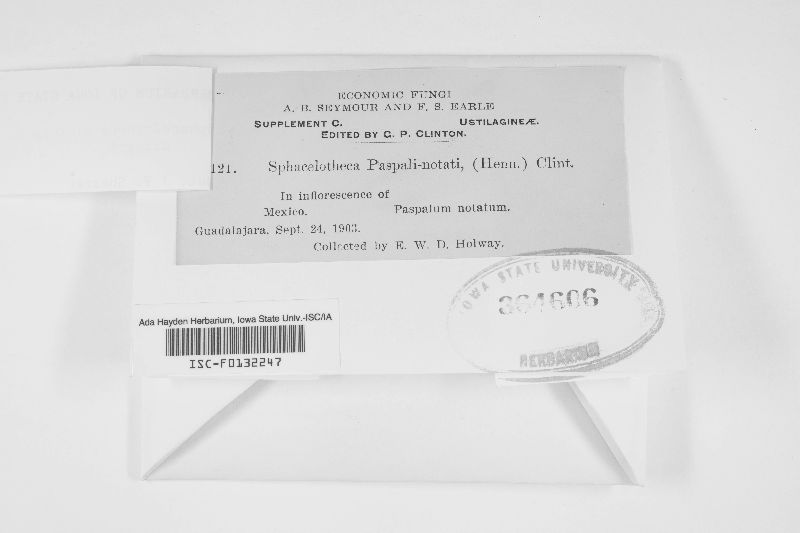 ECONOMIC FUNGI
A. B. SEYMOUR AND F. S. EARLE
SUPPLEMENT C. USTILAGINEÆ.
EDITED BY G. P. CLINTON.
121. Sphacelotheca Paspali-notati, (Henn.) Clint.
In inflorescence of
Mexico. Paspalum notatum.
Guadalajara, Sept. 24, 1903.
Collected by E. W. D. Holway.
IOWA STATE UNIVERSITY
364606
HERBARIUM
Ada Hayden Herbarium, Iowa State Univ.-ISC/IA
ISC-F0132247